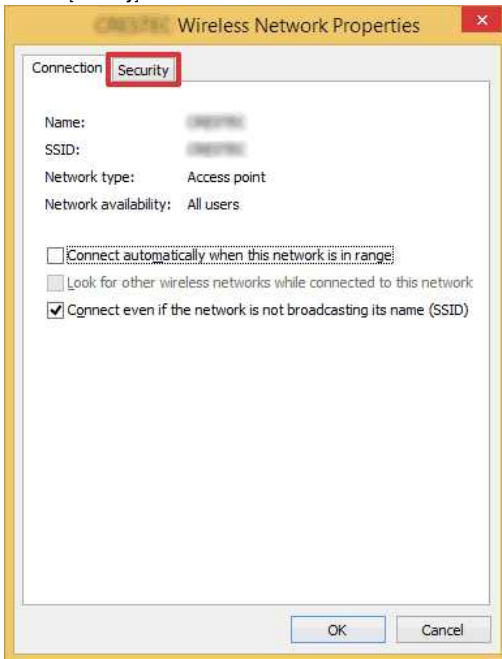 Wireless Network Properties
Connection Security
Name:
SSID:
Network type: Access point
Network availability: All users
Connect automatically when this network is in range
Look for other wireless networks while connected to this network
Connect even if the network is not broadcasting its name (SSID)
OK Cancel